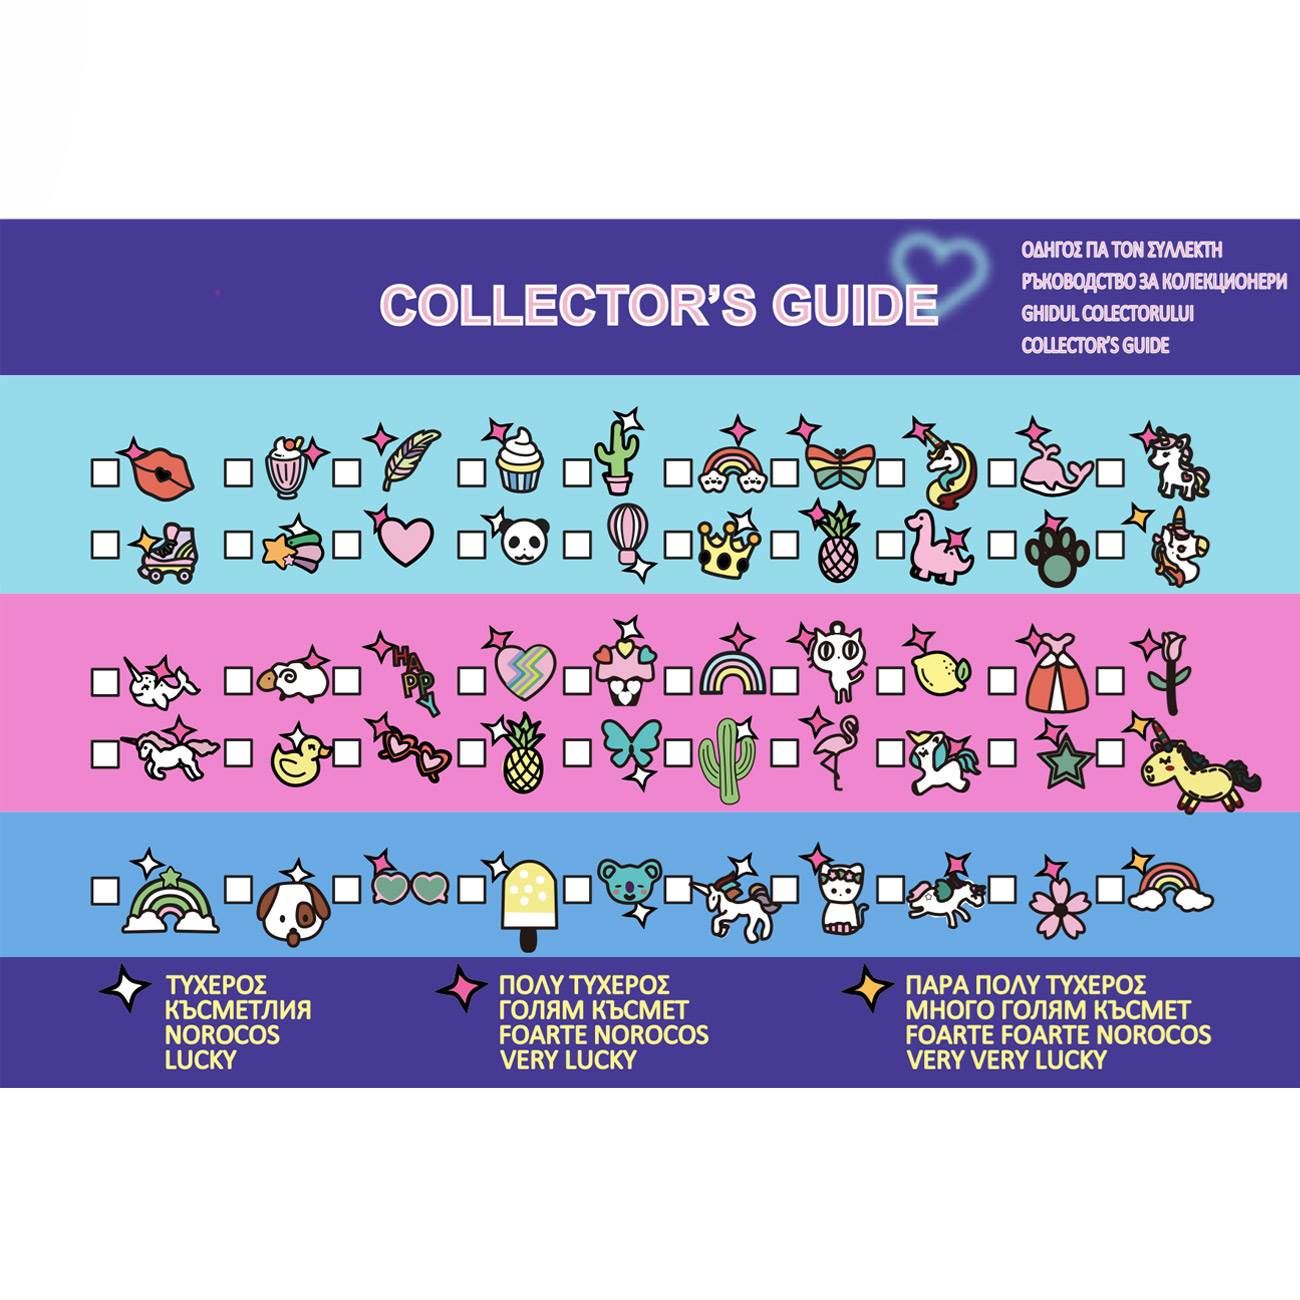 COLLECTOR'S GUIDE
ΟΔΗΓΟΣ ΓΙΑ ΤΟΝ ΣΥΛΛΕΚΤΗ
РЪКОВОДСТВО ЗА КОЛЕКЦИОНЕРИ
GHIDUL COLECTORULUI
COLLECTOR'S GUIDE
HAPPY
ΤΥΧΕΡΟΣ
КЪСМЕТЛИЯ
NOROCOS
LUCKY
ΠΟΛΥ ΤΥΧΕΡΟΣ
ГОЛЯМ КЪСМЕТ
FOARTE NOROCOS
VERY LUCKY
ΠΑΡΑ ΠΟΛΥ ΤΥΧΕΡΟΣ
МНОГО ГОЛЯМ КЪСМЕТ
FOARTE FOARTE NOROCOS
VERY VERY LUCKY